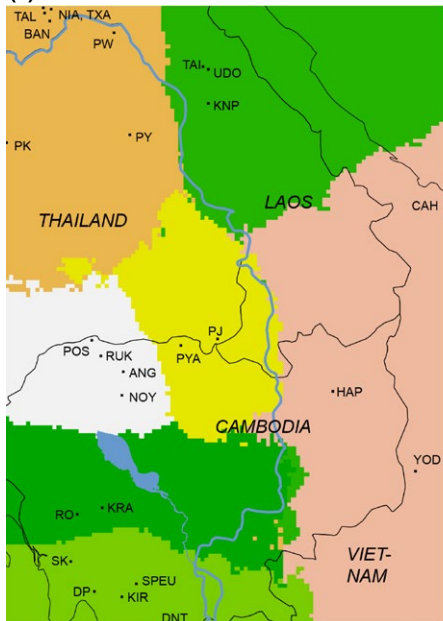 TAL
NIA, TXA
BAN
PW
TAI
UDO
KNP
PK
PY
LAOS
CAH
THAILAND
PJ
POS
RUK
PYA
ANG
NOY
HAP
CAMBODIA
YOD
RO
KRA
VIET-
NAM
SK
SPEU
DP
KIR
DNT